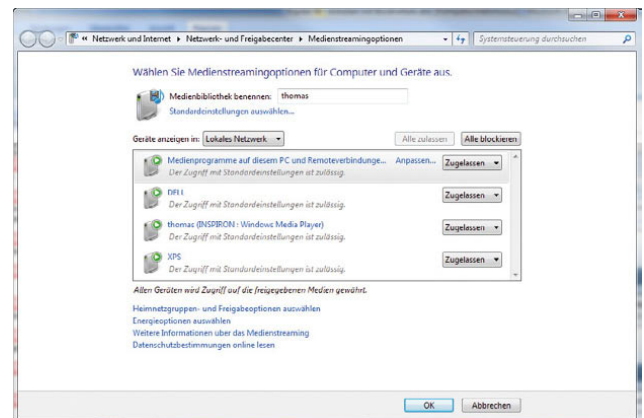 « Netzwerk und Internet ▸ Netzwerk- und Freigabecenter ▸ Medienstreamingoptionen
Systemsteuerung durchsuchen
Wählen Sie Medienstreamingoptionen für Computer und Geräte aus.
Medienbibliothek benennen: thomas
Standardeinstellungen auswählen...
Geräte anzeigen in: Lokales Netzwerk
Alle zulassen Alle blockieren
Medienprogramme auf diesem PC und Remoteverbindunge... Anpassen... Zugelassen
Der Zugriff mit Standardeinstellungen ist zulässig.
DELL Zugelassen
Der Zugriff mit Standardeinstellungen ist zulässig.
thomas (INSPIRON : Windows Media Player) Zugelassen
Der Zugriff mit Standardeinstellungen ist zulässig.
XPS Zugelassen
Der Zugriff mit Standardeinstellungen ist zulässig.
Allen Geräten wird Zugriff auf die freigegebenen Medien gewährt.
Heimnetzgruppen- und Freigabeoptionen auswählen
Energieoptionen auswählen
Weitere Informationen über das Medienstreaming
Datenschutzbestimmungen online lesen
OK Abbrechen